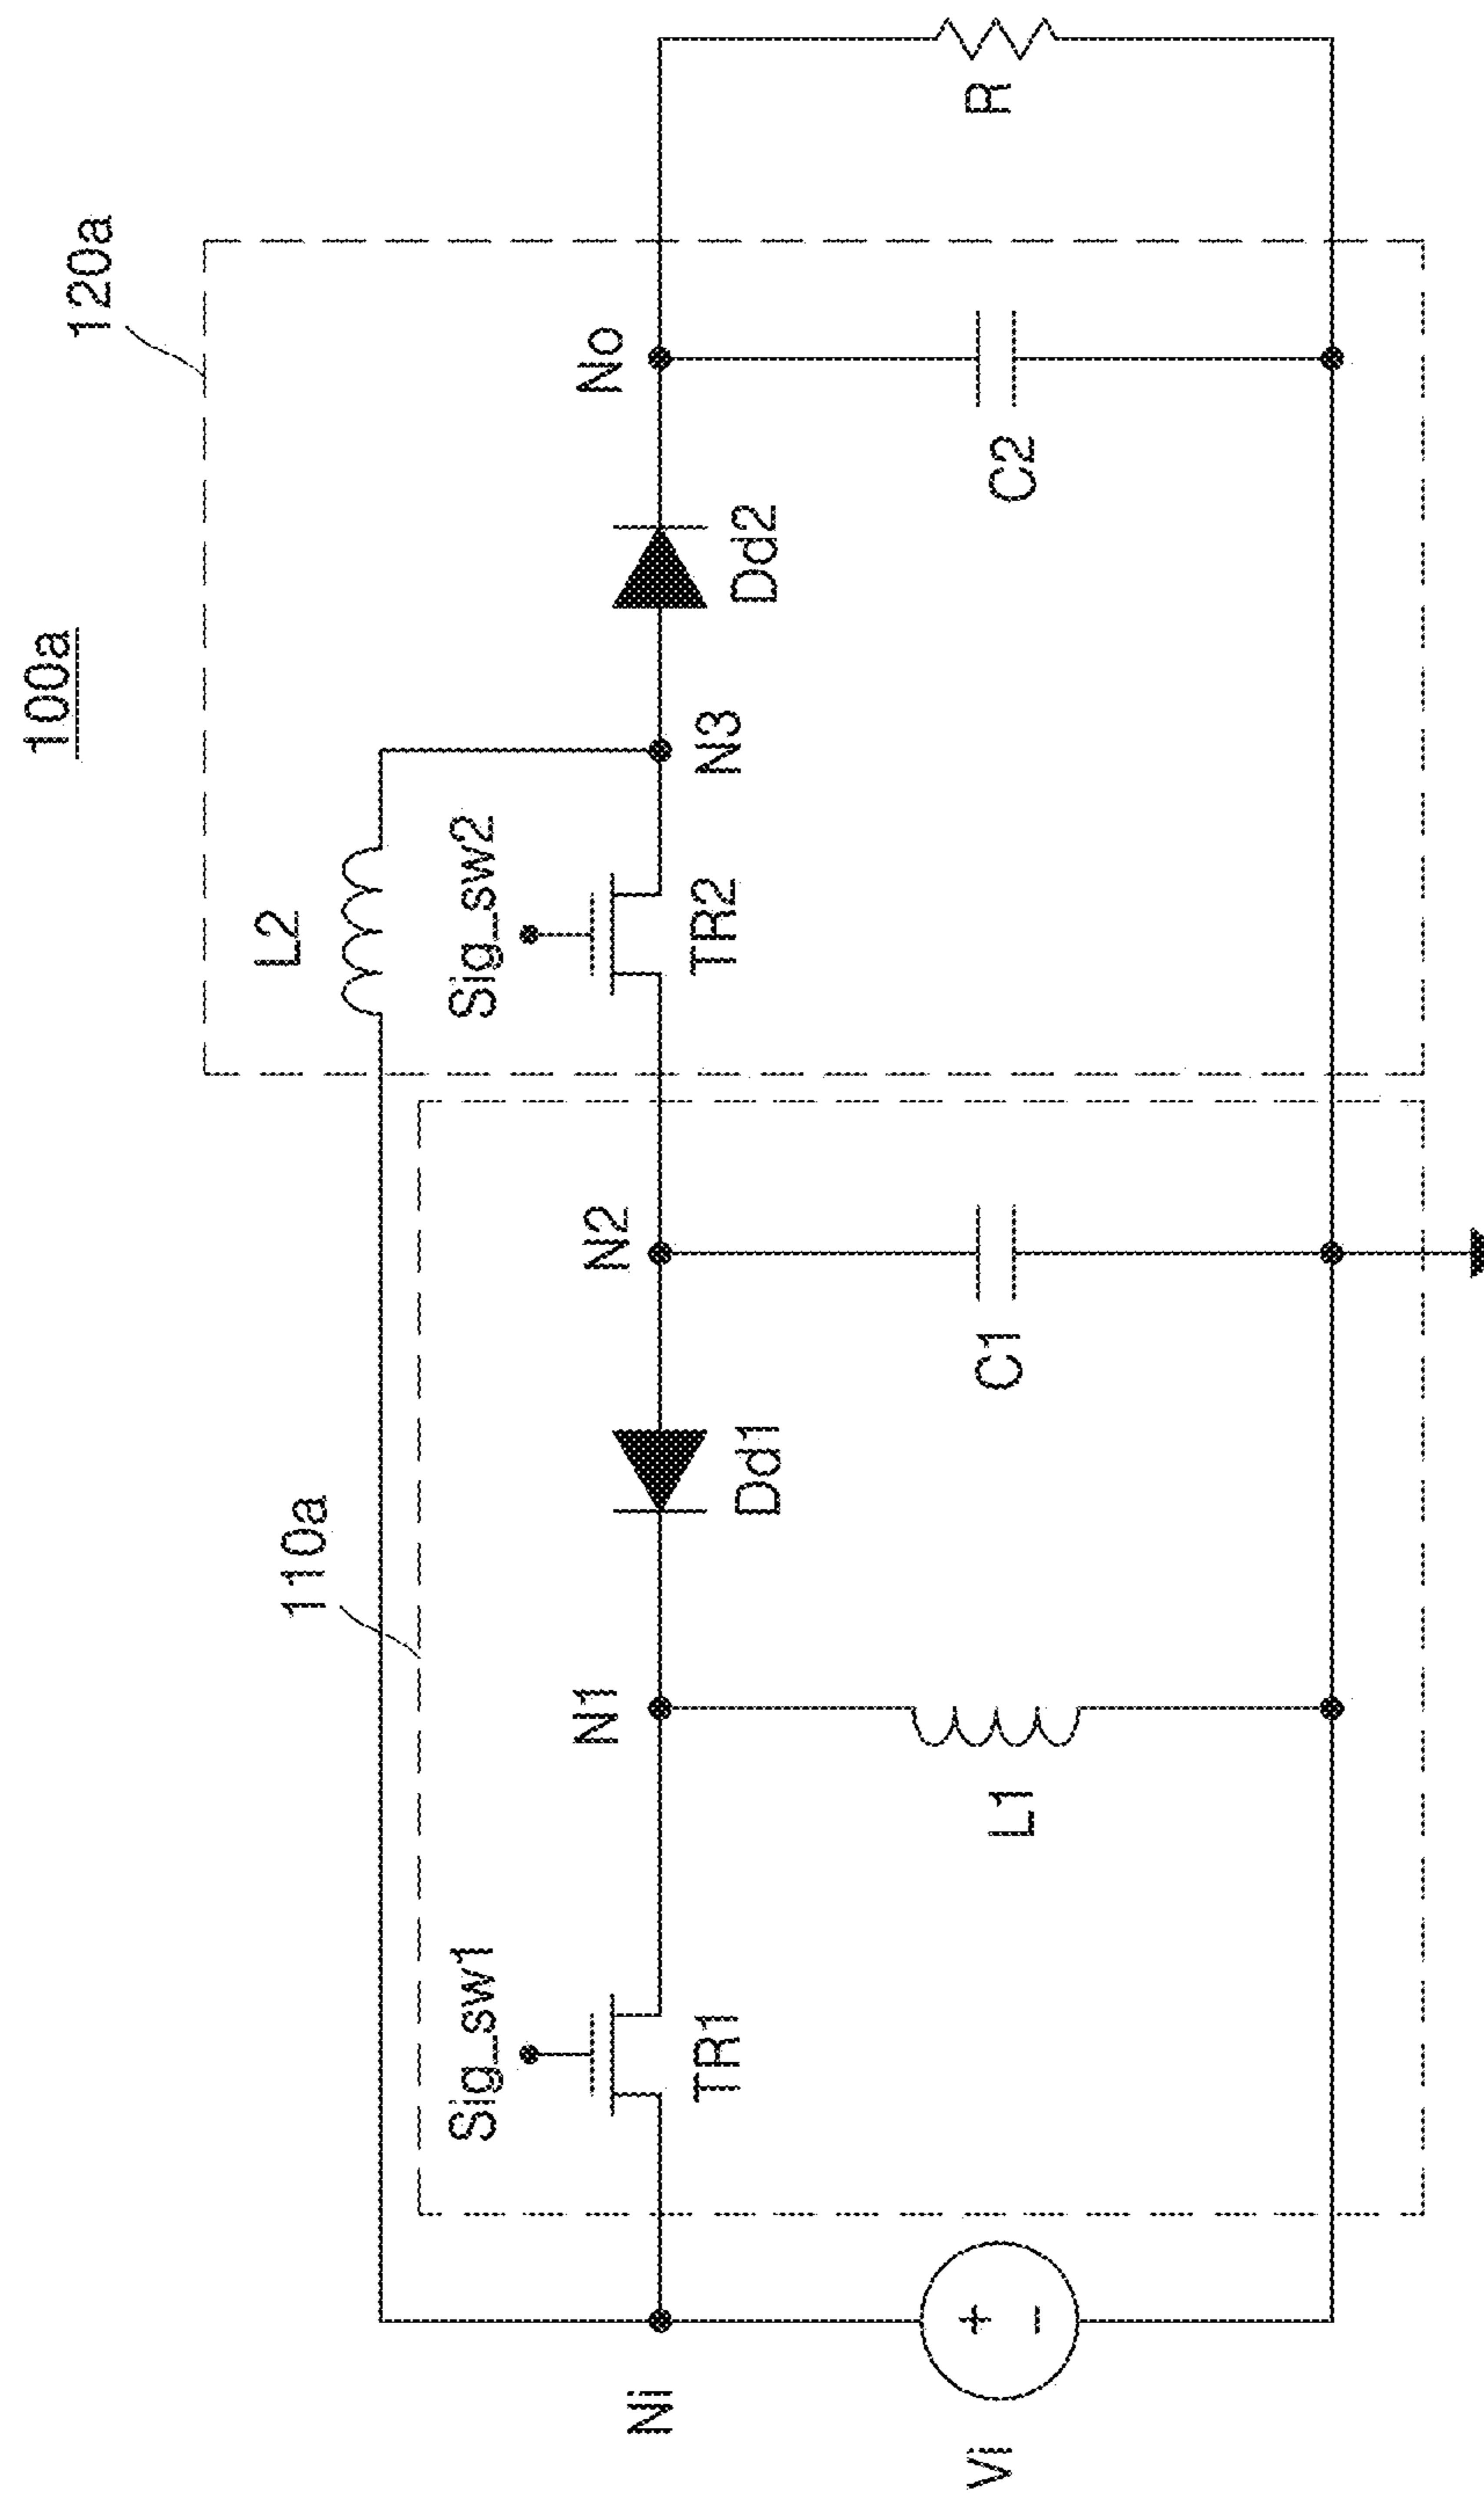 100a
120a
110a
L2
Sig_sw1
Sig_sw2
Ni
N1
N2
No
TR1
Dd1
TR2
N3
Dd2
Vi
+
-
L1
C1
C2
R